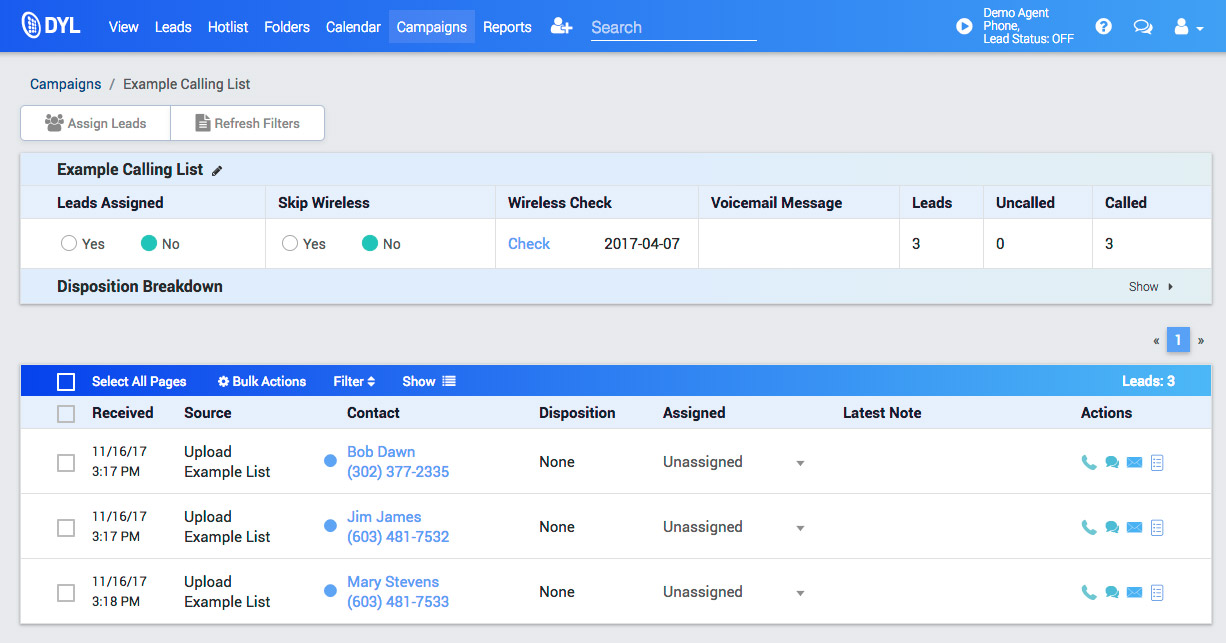 DYL View Leads Hotlist Folders Calendar Campaigns Reports Search
Demo Agent
Phone,
Lead Status: OFF
?
Campaigns / Example Calling List
Assign Leads Refresh Filters
Example Calling List
Leads Assigned Skip Wireless Wireless Check Voicemail Message Leads Uncalled Called
Yes No Yes No Check 2017-04-07 3 0 3
Disposition Breakdown Show
« 1 »
Select All Pages Bulk Actions Filter Show Leads: 3
Received Source Contact Disposition Assigned Latest Note Actions
11/16/17 Upload Bob Dawn
3:17 PM Example List (302) 377-2335 None Unassigned
11/16/17 Upload Jim James
3:17 PM Example List (603) 481-7532 None Unassigned
11/16/17 Upload Mary Stevens
3:18 PM Example List (603) 481-7533 None Unassigned